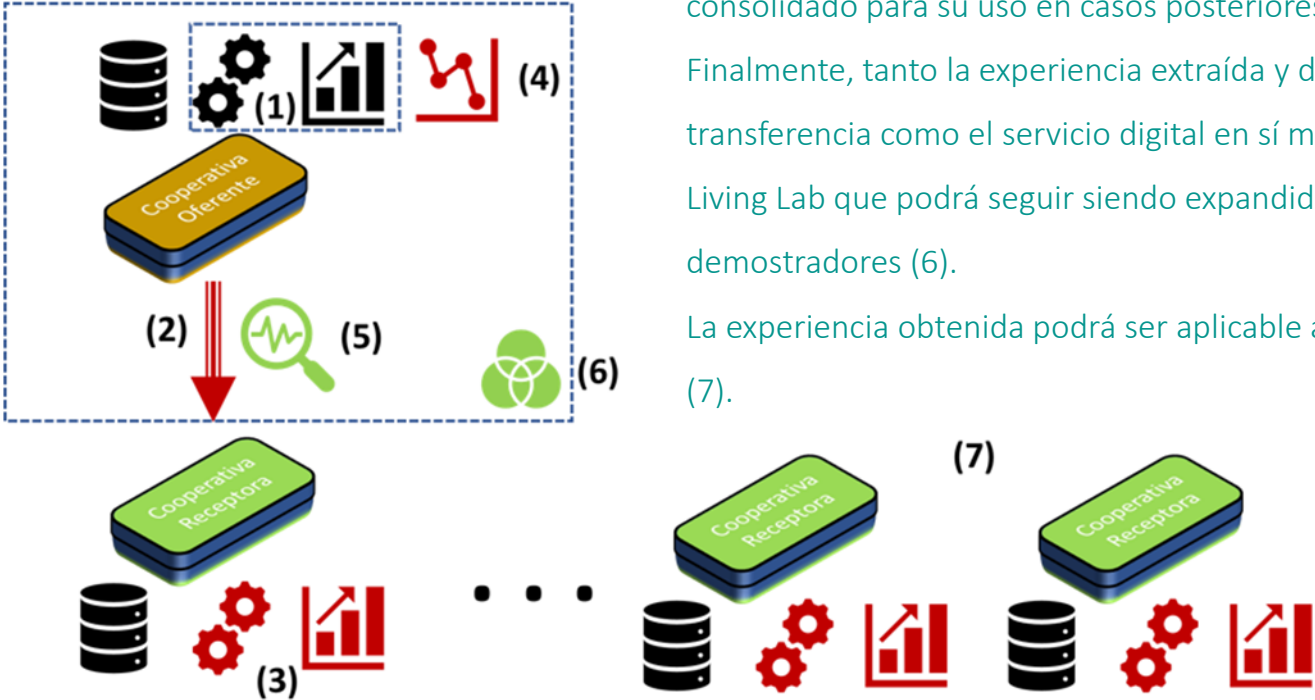 consolidado para su uso en casos posteriores
Finalmente, tanto la experiencia extraída y d
transferencia como el servicio digital en sí m
Living Lab que podrá seguir siendo expandid
demostradores (6).
La experiencia obtenida podrá ser aplicable a
(7).
(1)
(4)
Cooperativa
Oferente
(2)
(5)
(6)
Cooperativa
Receptora
(3)
(7)
Cooperativa
Receptora
Cooperativa
Receptora